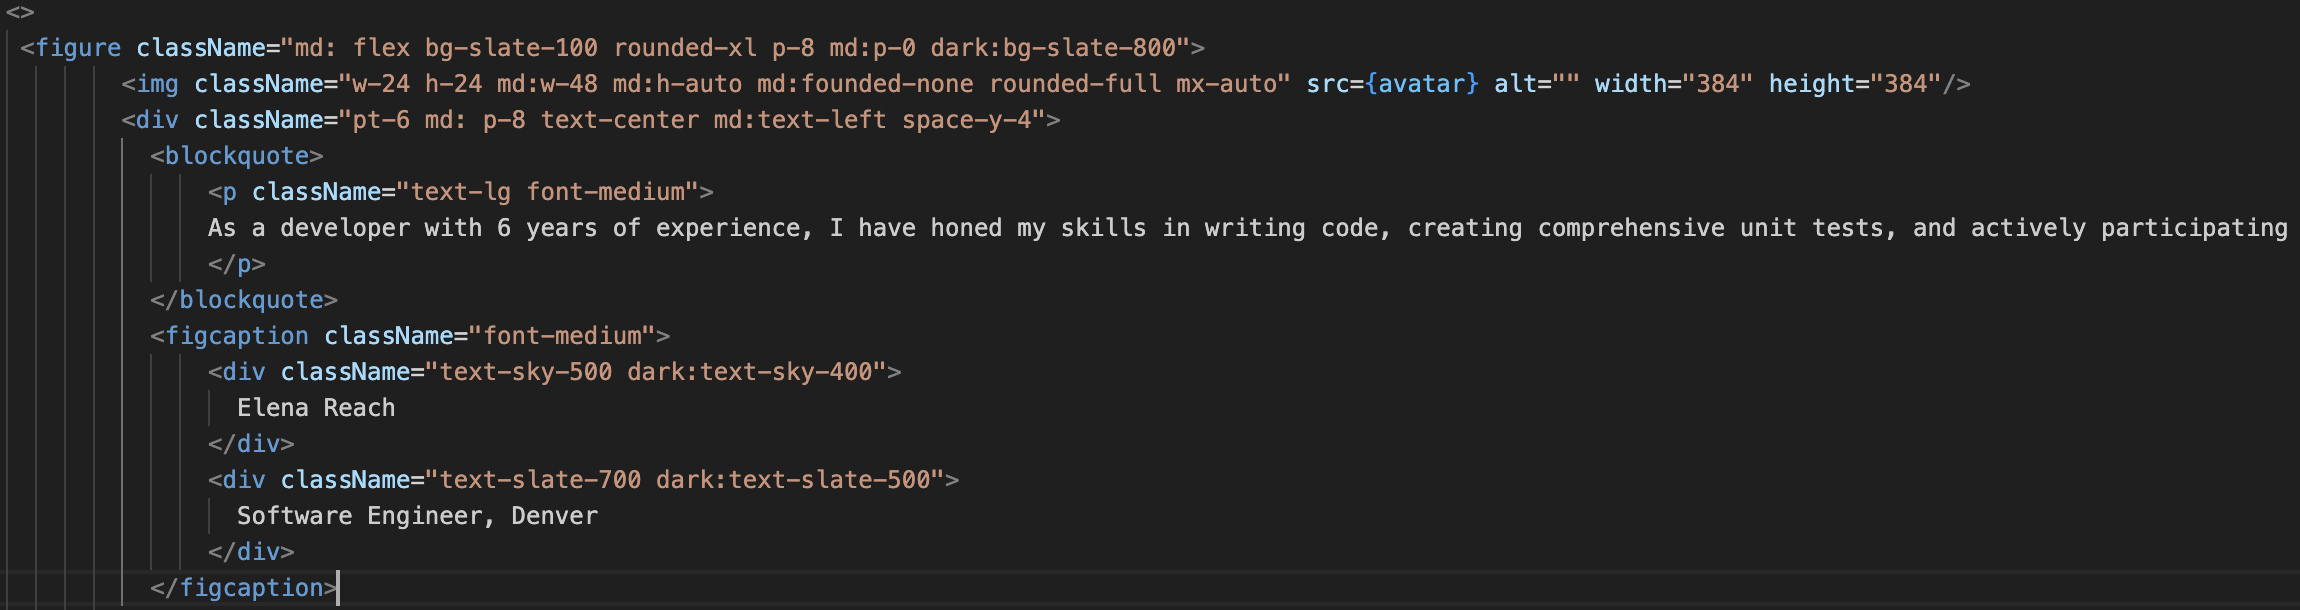 <>
<figure className="md: flex bg-slate-100 rounded-xl p-8 md:p-0 dark:bg-slate-800">
<img className="w-24 h-24 md:w-48 md:h-auto md:founded-none rounded-full mx-auto" src={avatar} alt="" width="384" height="384"/>
<div className="pt-6 md: p-8 text-center md:text-left space-y-4">
<blockquote>
<p className="text-lg font-medium">
As a developer with 6 years of experience, I have honed my skills in writing code, creating comprehensive unit tests, and actively participating
</p>
</blockquote>
<figcaption className="font-medium">
<div className="text-sky-500 dark:text-sky-400">
Elena Reach
</div>
<div className="text-slate-700 dark:text-slate-500">
Software Engineer, Denver
</div>
</figcaption>